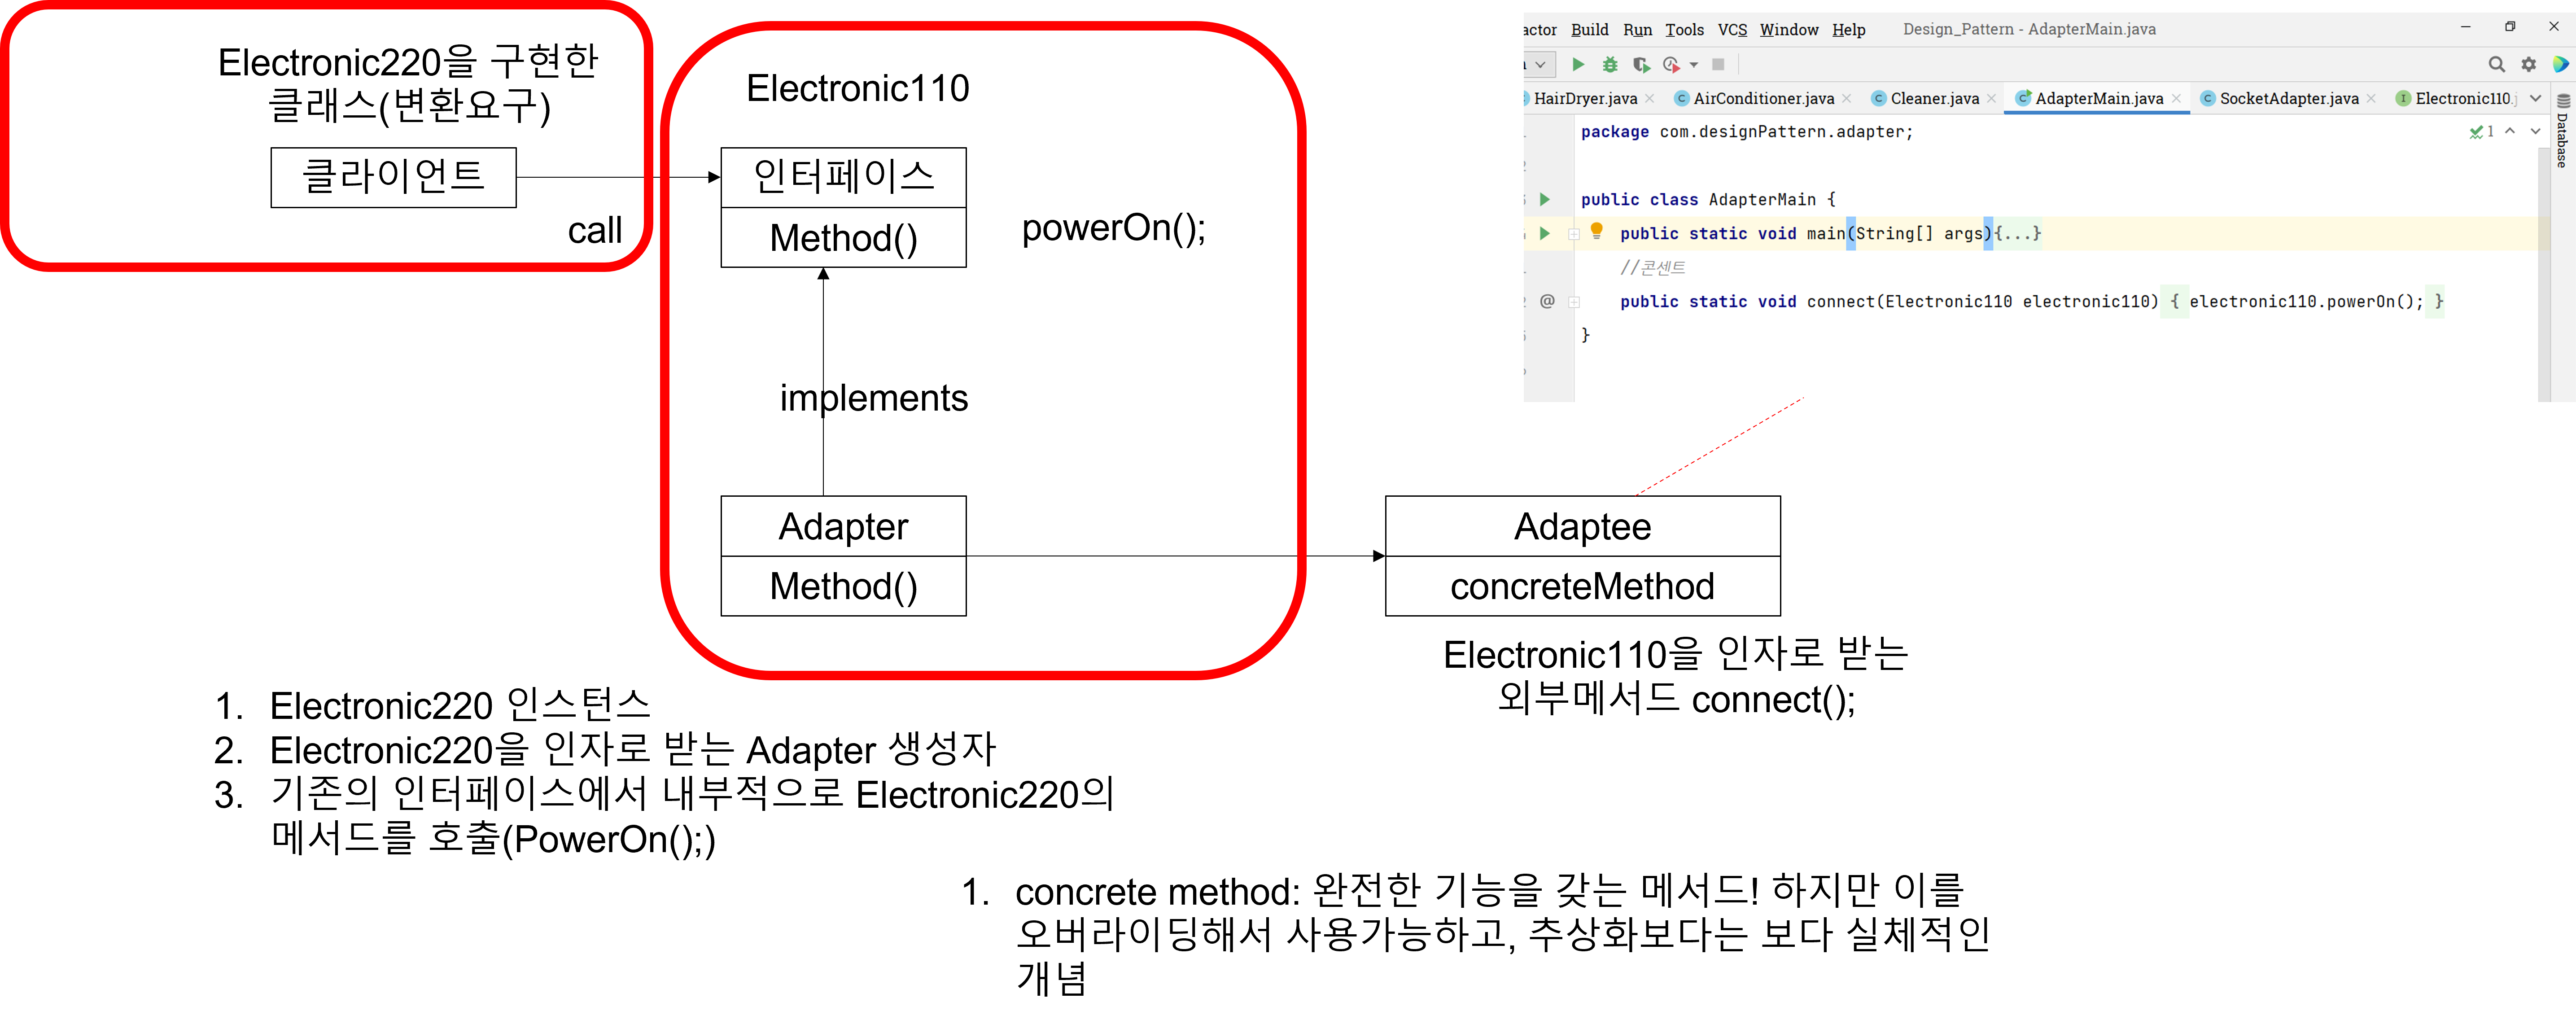 Electronic220을 구현한
클래스(변환요구)
클라이언트
call
Electronic110
인터페이스
Method()
powerOn();
implements
Adapter
Method()
Adaptee
concreteMethod
Electronic110을 인자로 받는
외부메서드 connect();
1. Electronic220 인스턴스
2. Electronic220을 인자로 받는 Adapter 생성자
3. 기존의 인터페이스에서 내부적으로 Electronic220의
메서드를 호출(PowerOn();)
1. concrete method: 완전한 기능을 갖는 메서드! 하지만 이를
오버라이딩해서 사용가능하고, 추상화보다는 보다 실체적인
개념
actor Build Run Tools VCS Window Help Design_Pattern - AdapterMain.java
HairDryer.java AirConditioner.java Cleaner.java AdapterMain.java SocketAdapter.java Electronic110.j
Database
package com.designPattern.adapter;
1
public class AdapterMain {
public static void main(String[] args){...}
//콘센트
@ public static void connect(Electronic110 electronic110) { electronic110.powerOn(); }
}